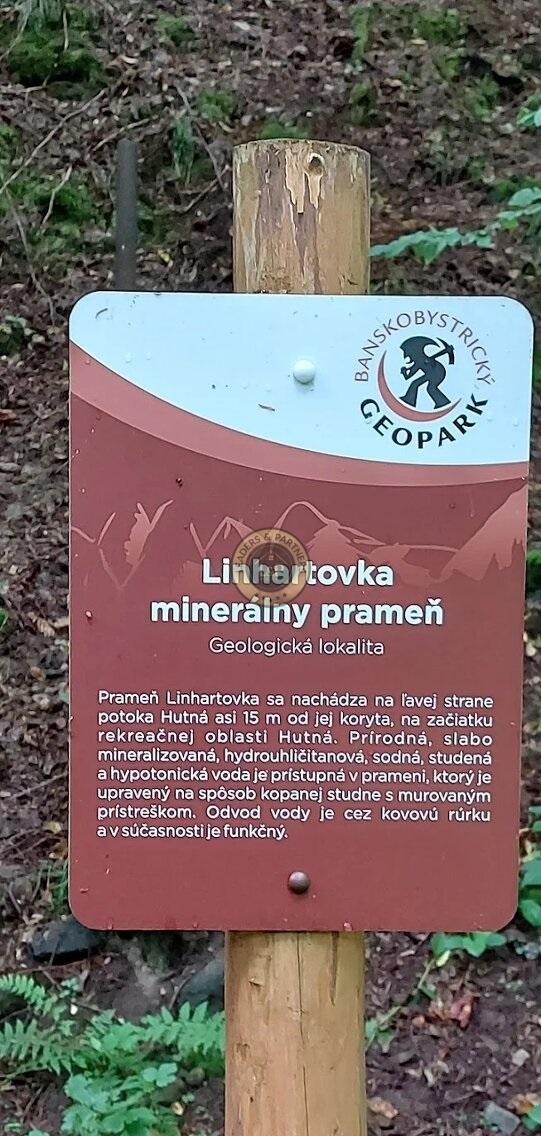 BANSKOBYSTRICKÝ
GEOPARK
Linhartovka
minerálny prameň
Geologická lokalita
Prameň Linhartovka sa nachádza na ľavej strane
potoka Hutná asi 15 m od jej koryta, na začiatku
rekreačnej oblasti Hutná. Prírodná, slabo
mineralizovaná, hydrouhličitanová, sodná, studená
a hypotonická voda je prístupná v prameni, ktorý je
upravený na spôsob kopanej studne s murovaným
prístreškom. Odvod vody je cez kovovú rúrku
a v súčasnosti je funkčný.